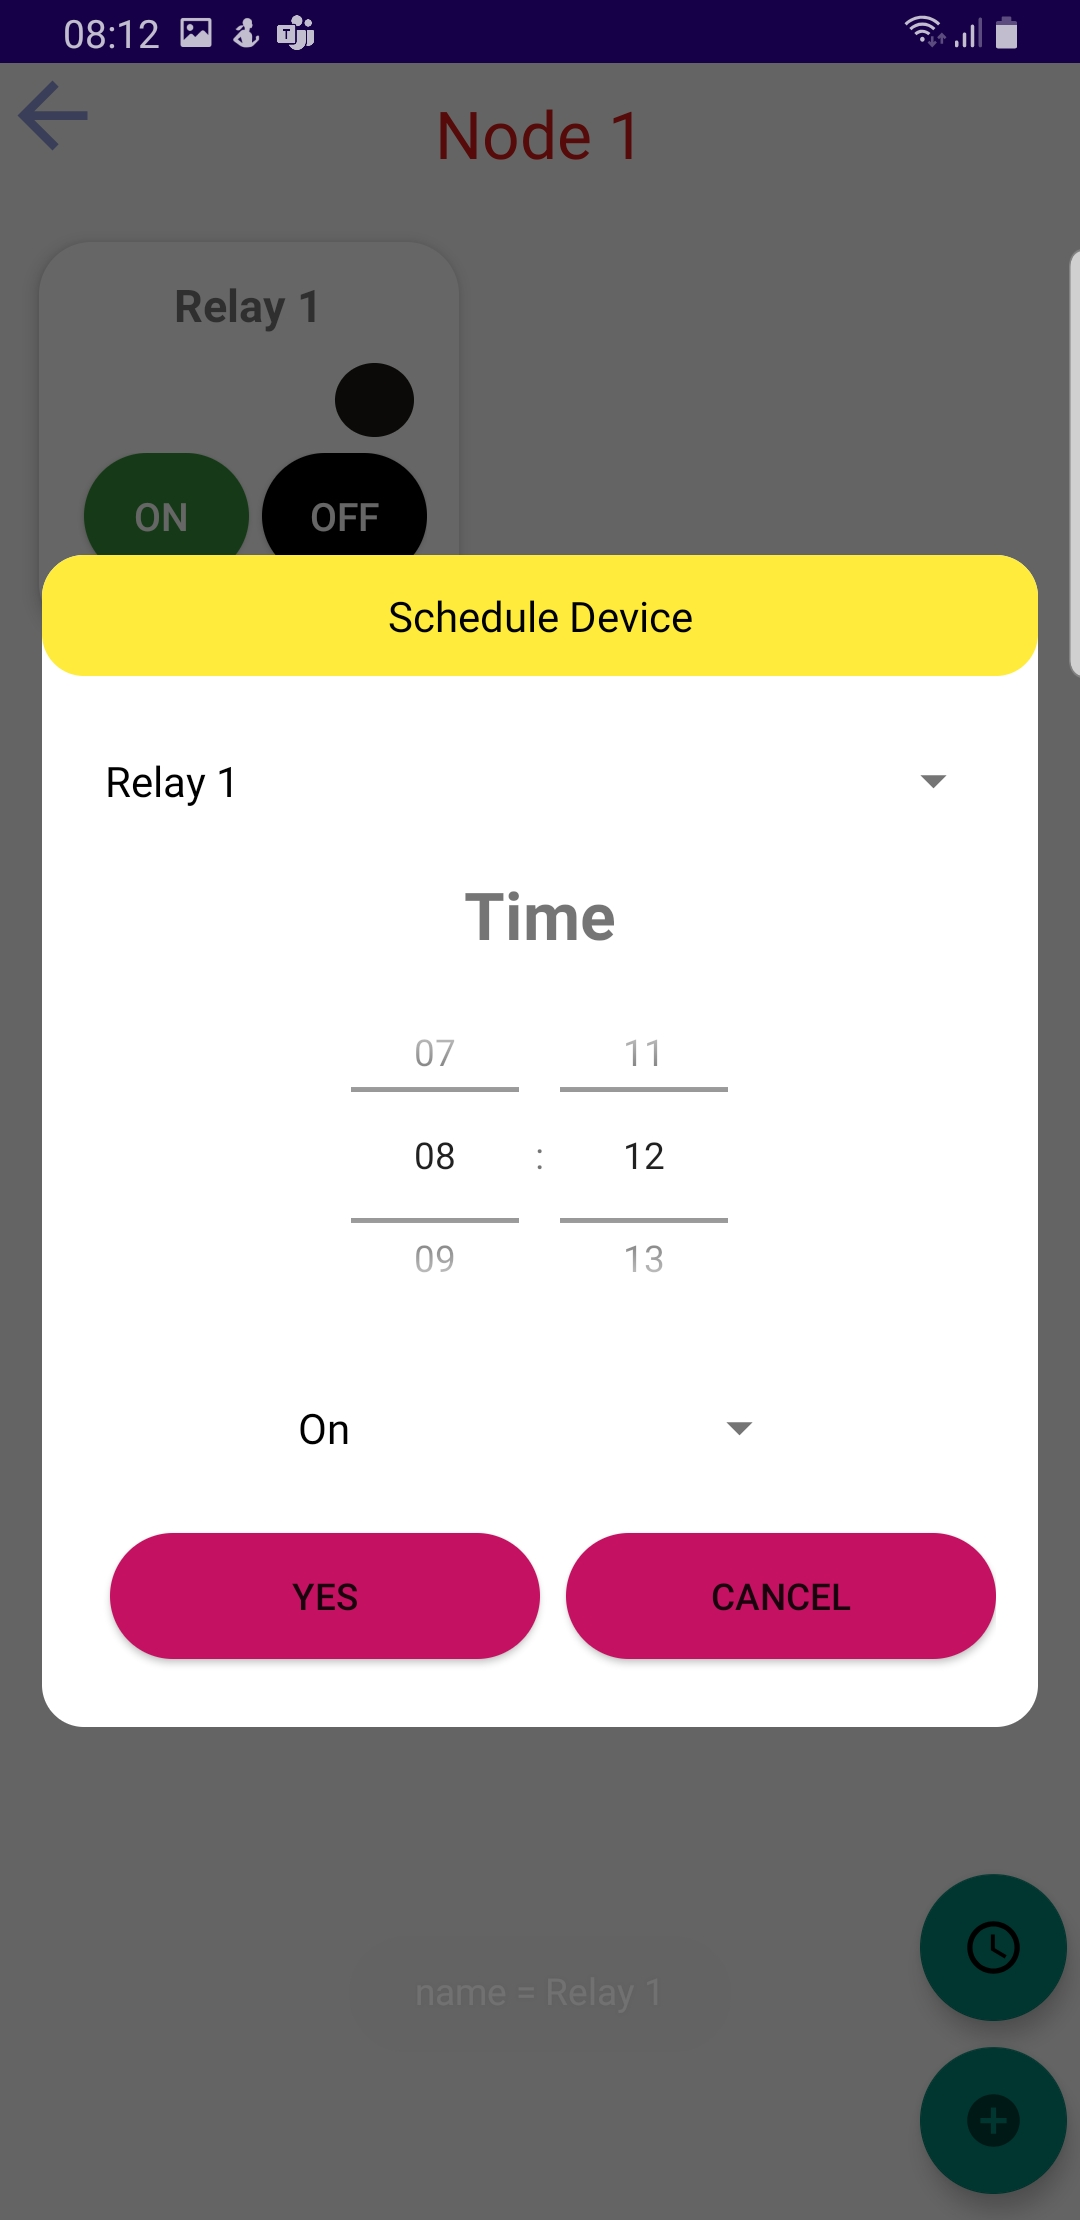 08:12
Node 1
Relay 1
ON OFF
Schedule Device
Relay 1
Time
07 11
08 : 12
09 13
On
YES CANCEL
name = Relay 1